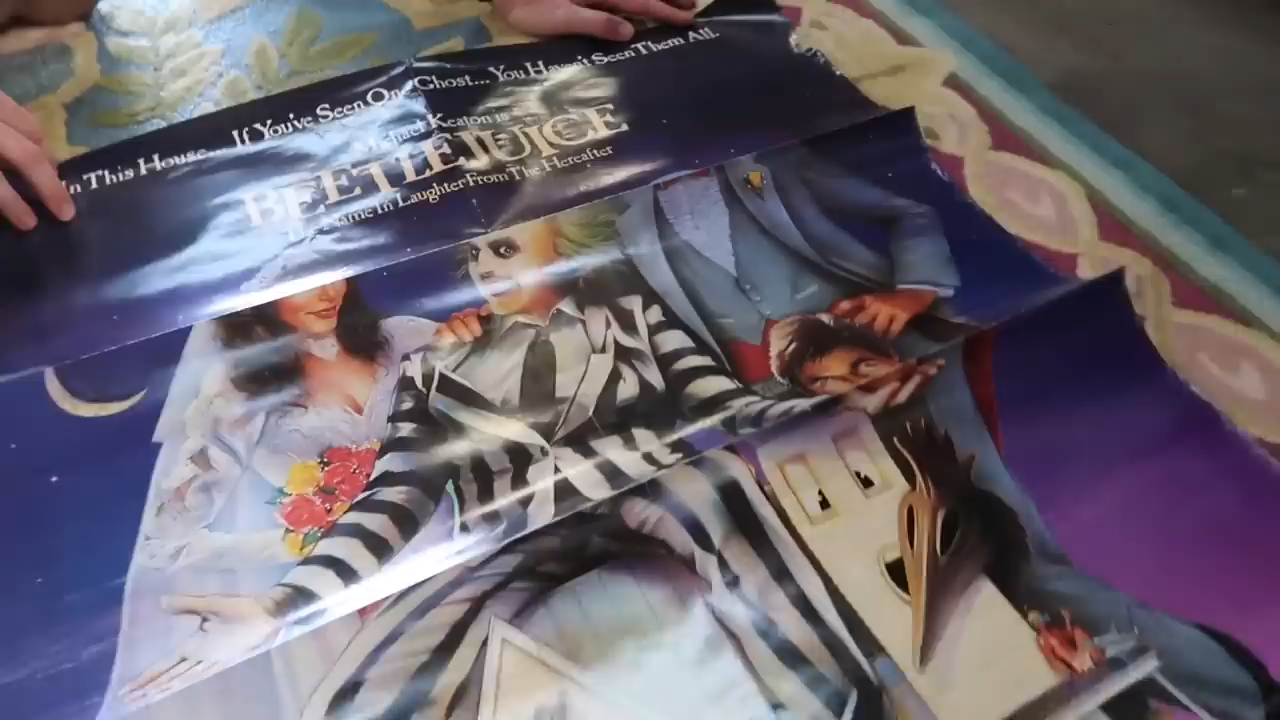 In This House... If You've Seen One Ghost... You Haven't Seen Them All.
Michael Keaton is
BEETLEJUICE
Name In Laughter From The Hereafter